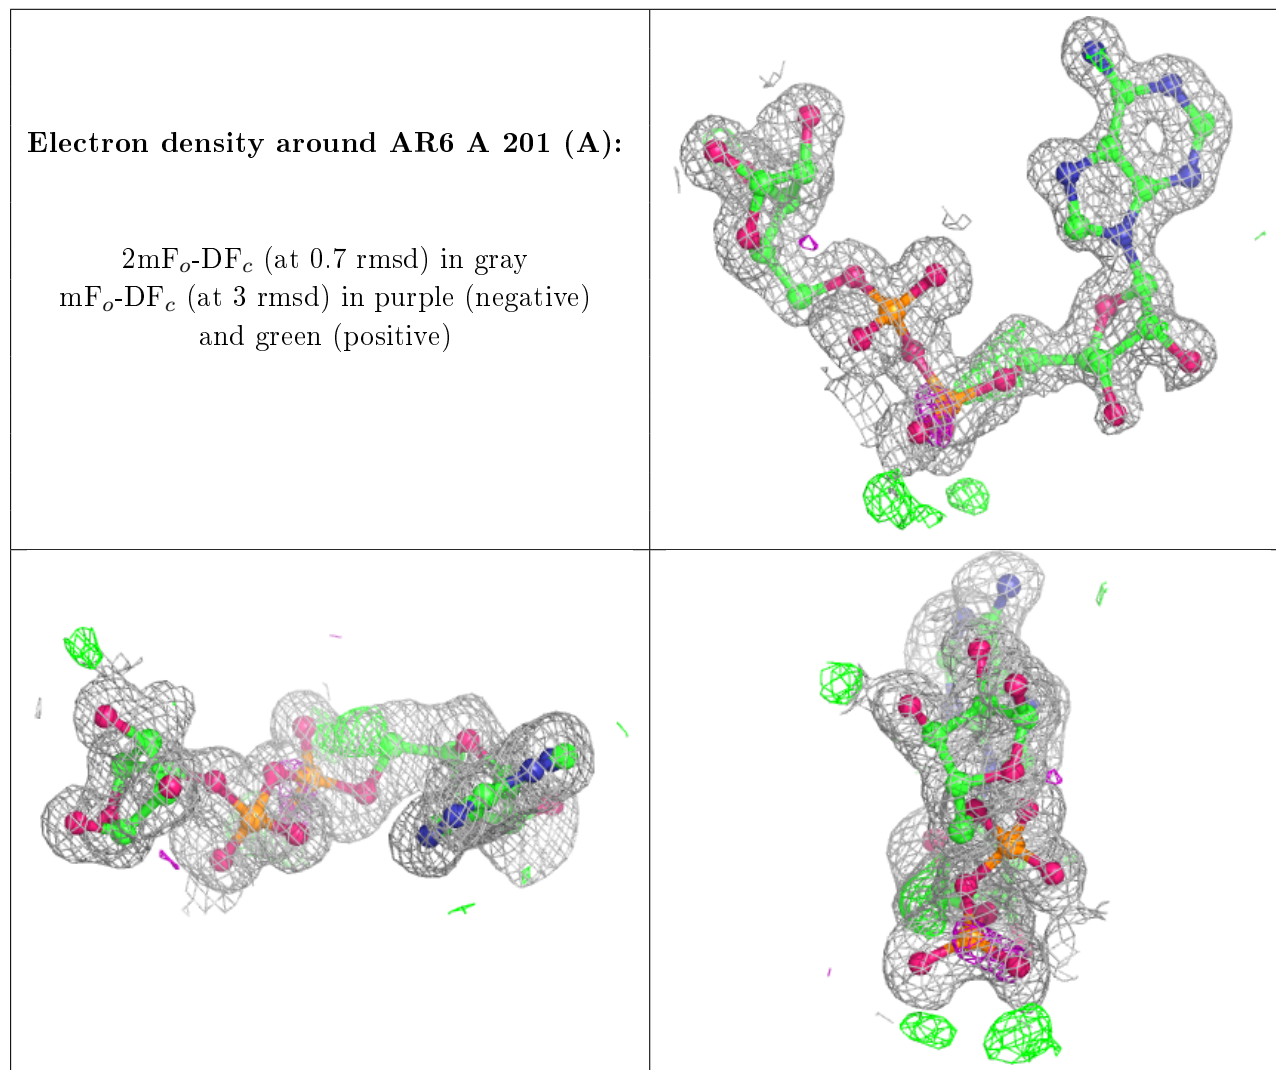 Electron density around AR6 A 201 (A):
2mFo-DFc (at 0.7 rmsd) in gray
mFo-DFc (at 3 rmsd) in purple (negative)
and green (positive)